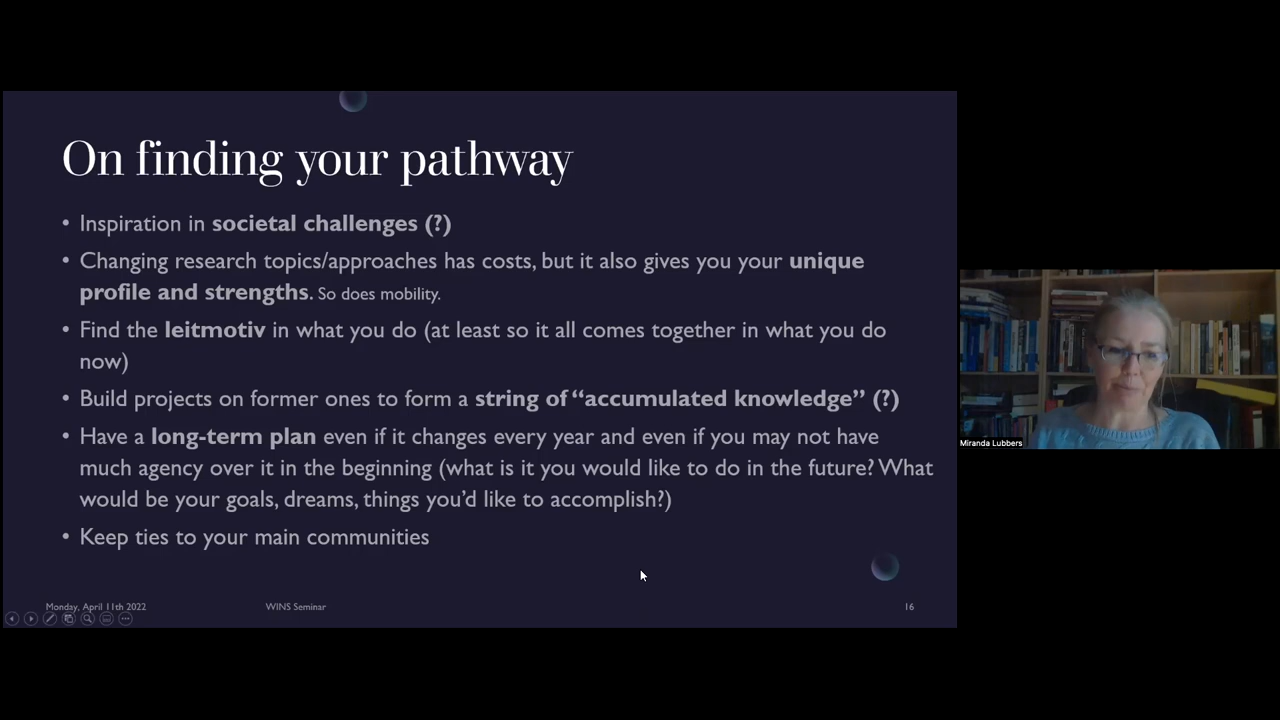 On finding your pathway
• Inspiration in societal challenges (?)
• Changing research topics/approaches has costs, but it also gives you your unique
profile and strengths. So does mobility.
• Find the leitmotiv in what you do (at least so it all comes together in what you do
now)
• Build projects on former ones to form a string of “accumulated knowledge” (?)
• Have a long-term plan even if it changes every year and even if you may not have
much agency over it in the beginning (what is it you would like to do in the future? What
would be your goals, dreams, things you’d like to accomplish?)
• Keep ties to your main communities
Monday, April 11th 2022
WINS Seminar
16
Miranda Lubbers